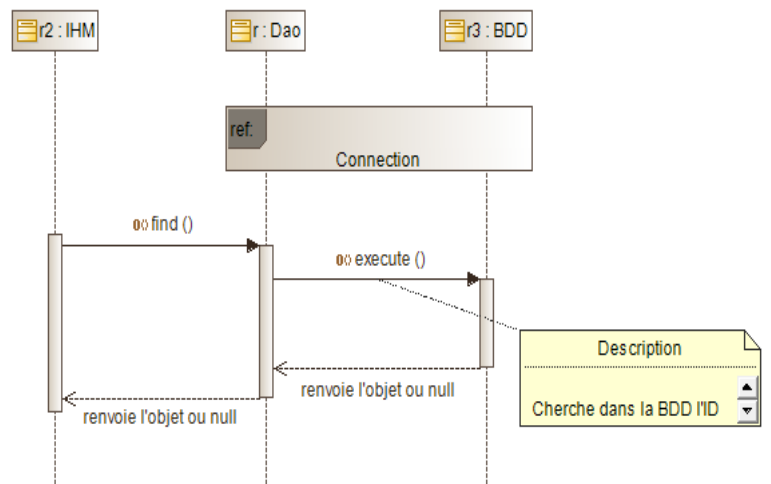 r2 : IHM
r : Dao
r3 : BDD
ref:
Connection
find ()
execute ()
Description
Cherche dans la BDD l'ID
renvoie l'objet ou null
renvoie l'objet ou null